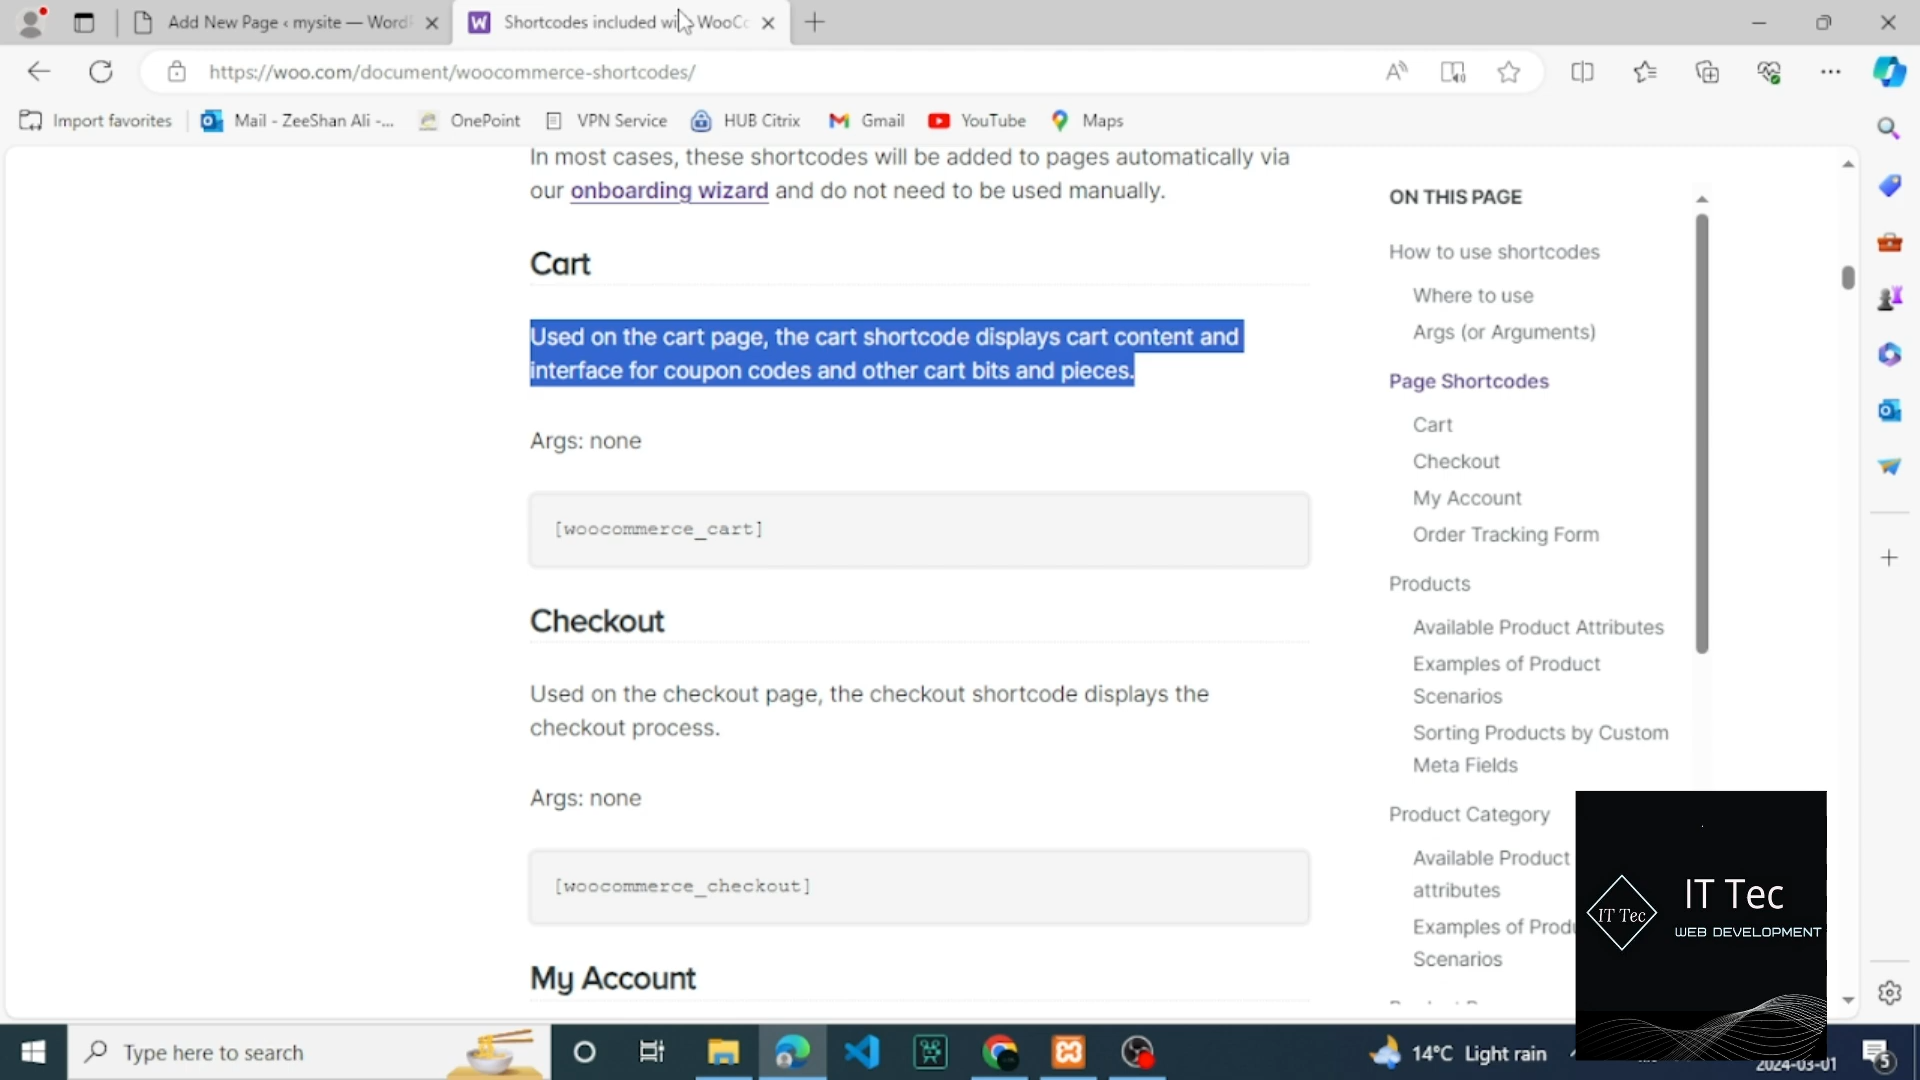 Add New Page ‹ mysite — Word
Shortcodes included wi WooCo
https://woo.com/document/woocommerce-shortcodes/
Import favorites
Mail - ZeeShan Ali -...
OnePoint
VPN Service
HUB Citrix
Gmail
YouTube
Maps
In most cases, these shortcodes will be added to pages automatically via
our onboarding wizard and do not need to be used manually.
Cart
Used on the cart page, the cart shortcode displays cart content and
interface for coupon codes and other cart bits and pieces.
Args: none
[woocommerce_cart]
Checkout
Used on the checkout page, the checkout shortcode displays the
checkout process.
Args: none
[woocommerce_checkout]
My Account
ON THIS PAGE
How to use shortcodes
Where to use
Args (or Arguments)
Page Shortcodes
Cart
Checkout
My Account
Order Tracking Form
Products
Available Product Attributes
Examples of Product
Scenarios
Sorting Products by Custom
Meta Fields
Product Category
Available Product
attributes
Examples of Produ
Scenarios
IT Tec
IT Tec
WEB DEVELOPMENT
Type here to search
14°C Light rain
2024-03-01
5